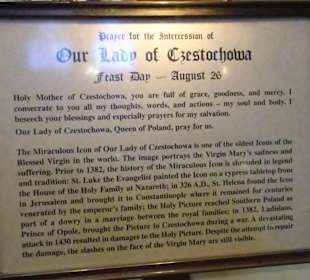 Prayer for the Intercession of
Our Lady of Czestochowa
Feast Day — August 26
Holy Mother of Czestochowa, you are full of grace, goodness, and mercy. I
consecrate to you all my thoughts, words, and actions – my soul and body. I
beseech your blessings and especially prayers for my salvation.
Our Lady of Czestochowa, Queen of Poland, pray for us.
The Miraculous Icon of Our Lady of Czestochowa is one of the oldest Icons of the
Blessed Virgin in the world. The image portrays the Virgin Mary's sadness and
suffering. Prior to 1382, the history of the Miraculous Icon is shrouded in legend
and tradition: St. Luke the Evangelist painted the Icon on a cypress tabletop from
the House of the Holy Family at Nazareth; in 326 A.D., St. Helena found the Icon
in Jerusalem and brought it to Constantinople where it remained for centuries
venerated by the emperor's family; the Holy Picture reached Southern Poland as
part of a dowry in a marriage between the royal families; in 1382, Ladislaus,
Prince of Opole, brought the Picture to Czestochowa during a war. A devastating
attack in 1430 resulted in damages to the Holy Picture. Despite the attempt to repair
the damage, the slashes on the face of the Virgin Mary are still visible.